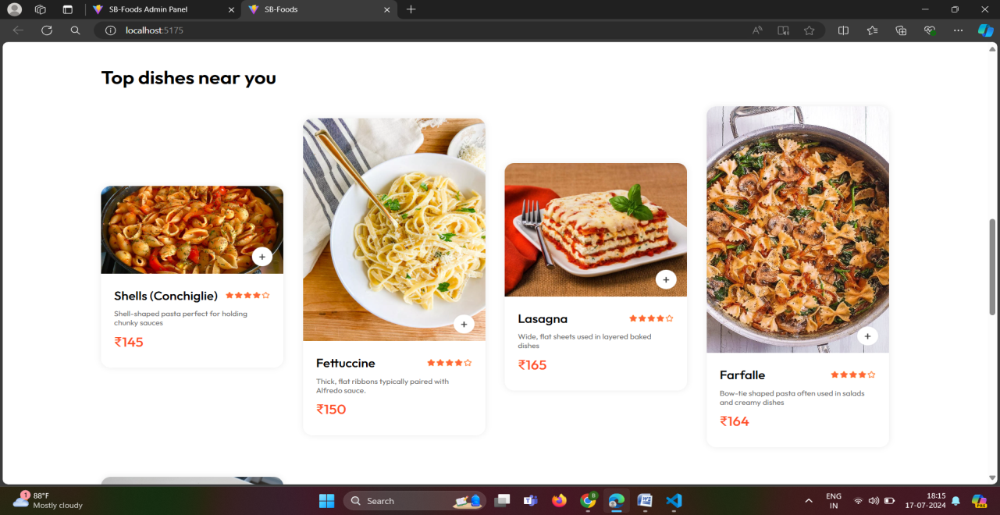 SB-Foods Admin Panel
SB-Foods
localhost:5175
Top dishes near you
Shells (Conchiglie)
Shell-shaped pasta perfect for holding
chunky sauces
₹145
Fettuccine
Thick, flat ribbons typically paired with
Alfredo sauce.
₹150
Lasagna
Wide, flat sheets used in layered baked
dishes
₹165
Farfalle
Bow-tie shaped pasta often used in salads
and creamy dishes
₹164
1
88°F
Mostly cloudy
Search
ENG
IN
18:15
17-07-2024